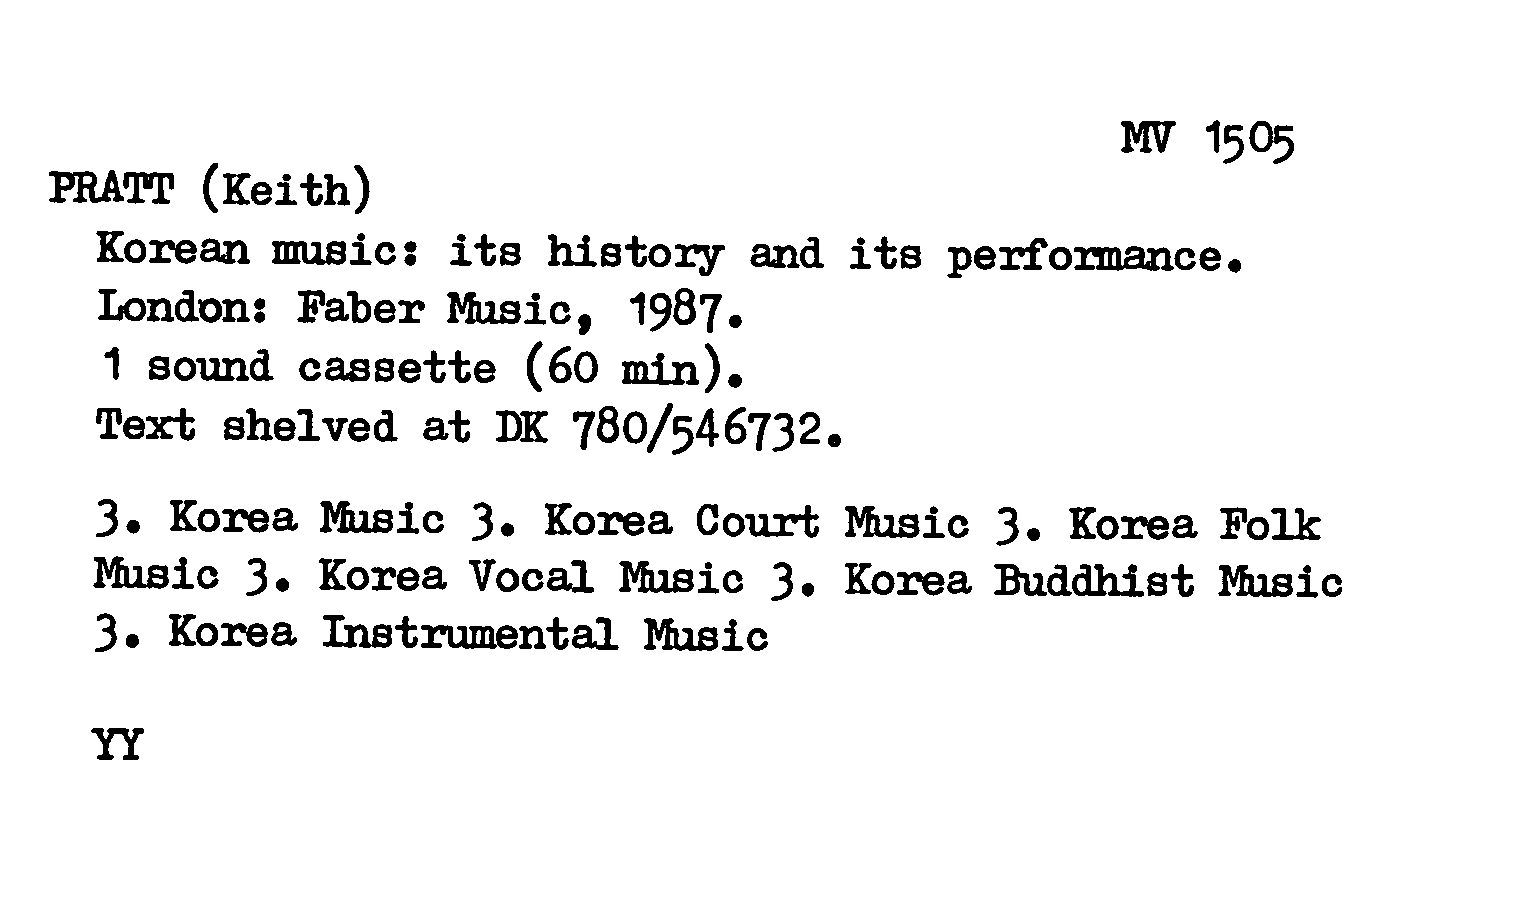 MV 1505
PRATT (Keith)
Korean music: its history and its performance.
London: Faber Music, 1987.
1 sound cassette (60 min).
Text shelved at DK 780/546732.
3. Korea Music 3. Korea Court Music 3. Korea Folk
Music 3. Korea Vocal Music 3. Korea Buddhist Music
3. Korea Instrumental Music
YY